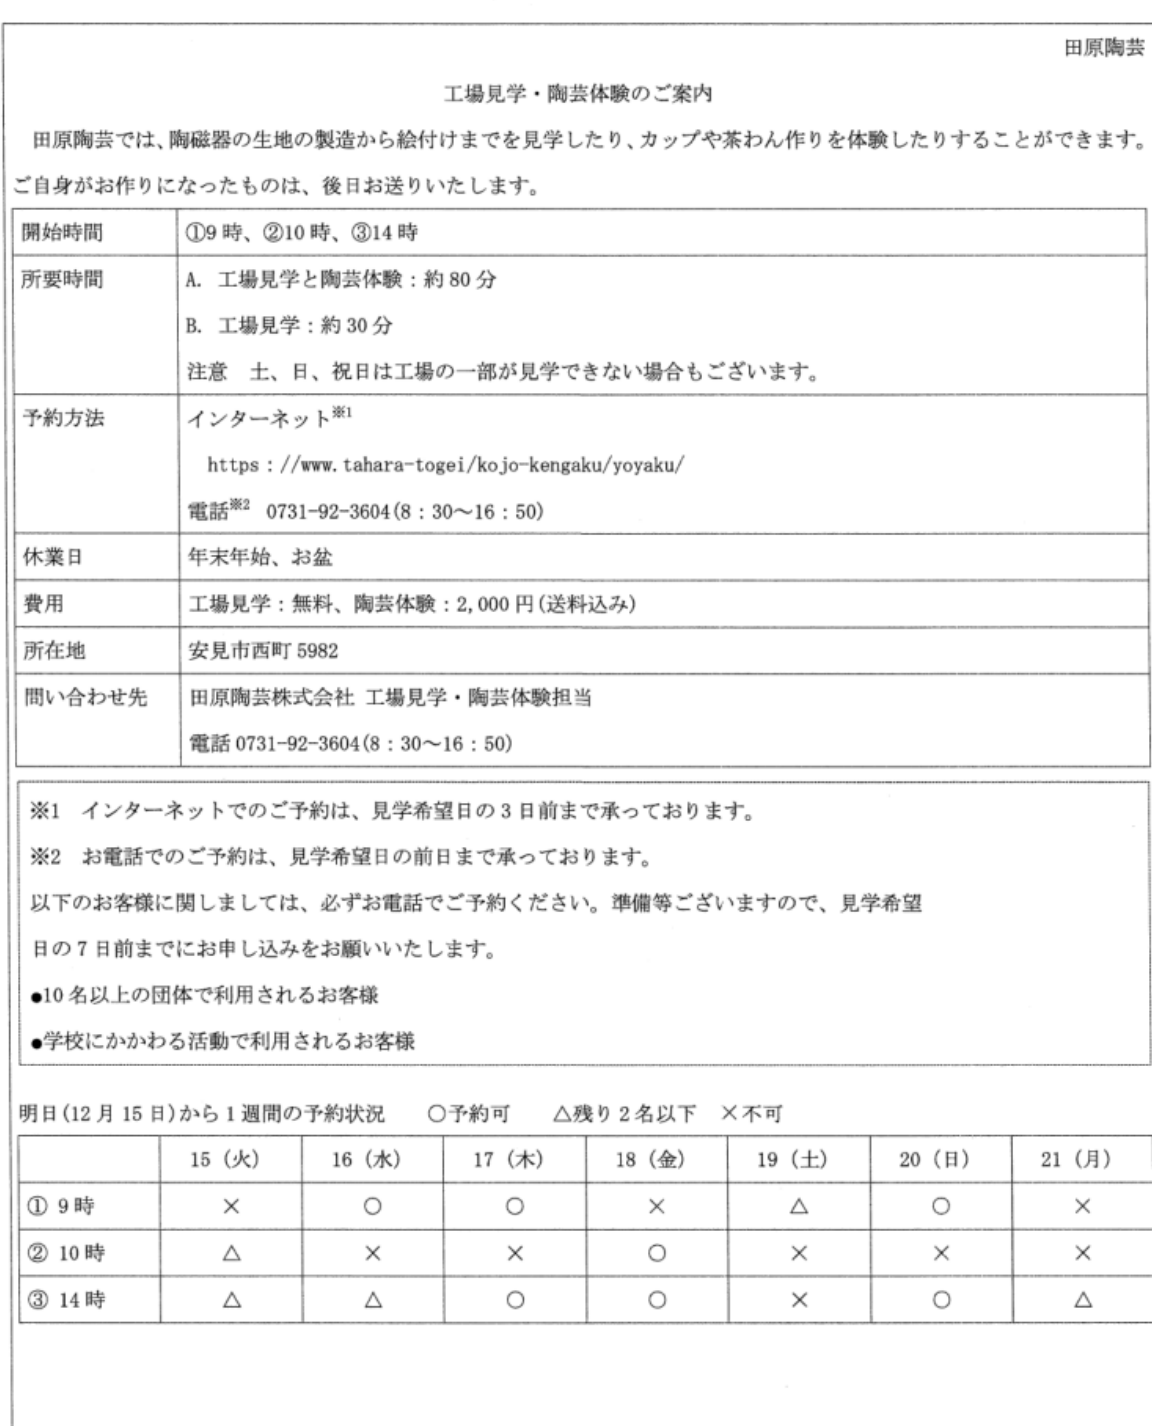 田原陶芸
工場見学・陶芸体験のご案内
田原陶芸では、陶磁器の生地の製造から絵付けまでを見学したり、カップや茶わん作りを体験したりすることができます。
ご自身がお作りになったものは、後日お送りいたします。
開始時間 ①9時、②10時、③14時
所要時間 A. 工場見学と陶芸体験：約80分
B. 工場見学：約30分
注意 土、日、祝日は工場の一部が見学できない場合もございます。
予約方法 インターネット※1
https：//www.tahara-togei/kojo-kengaku/yoyaku/
電話※2 0731-92-3604(8：30～16：50)
休業日 年末年始、お盆
費用 工場見学：無料、陶芸体験：2,000円(送料込み)
所在地 安見市西町5982
問い合わせ先 田原陶芸株式会社 工場見学・陶芸体験担当
電話0731-92-3604(8：30～16：50)
※1 インターネットでのご予約は、見学希望日の3日前まで承っております。
※2 お電話でのご予約は、見学希望日の前日まで承っております。
以下のお客様に関しましては、必ずお電話でご予約ください。準備等ございますので、見学希望
日の7日前までにお申し込みをお願いいたします。
●10名以上の団体で利用されるお客様
●学校にかかわる活動で利用されるお客様
明日(12月15日)から1週間の予約状況 ○予約可 △残り2名以下 ×不可
15（火） 16（水） 17（木） 18（金） 19（土） 20（日） 21（月）
① 9時 × ○ ○ × △ ○ ×
② 10時 △ × × ○ × × ×
③ 14時 △ △ ○ ○ × ○ △